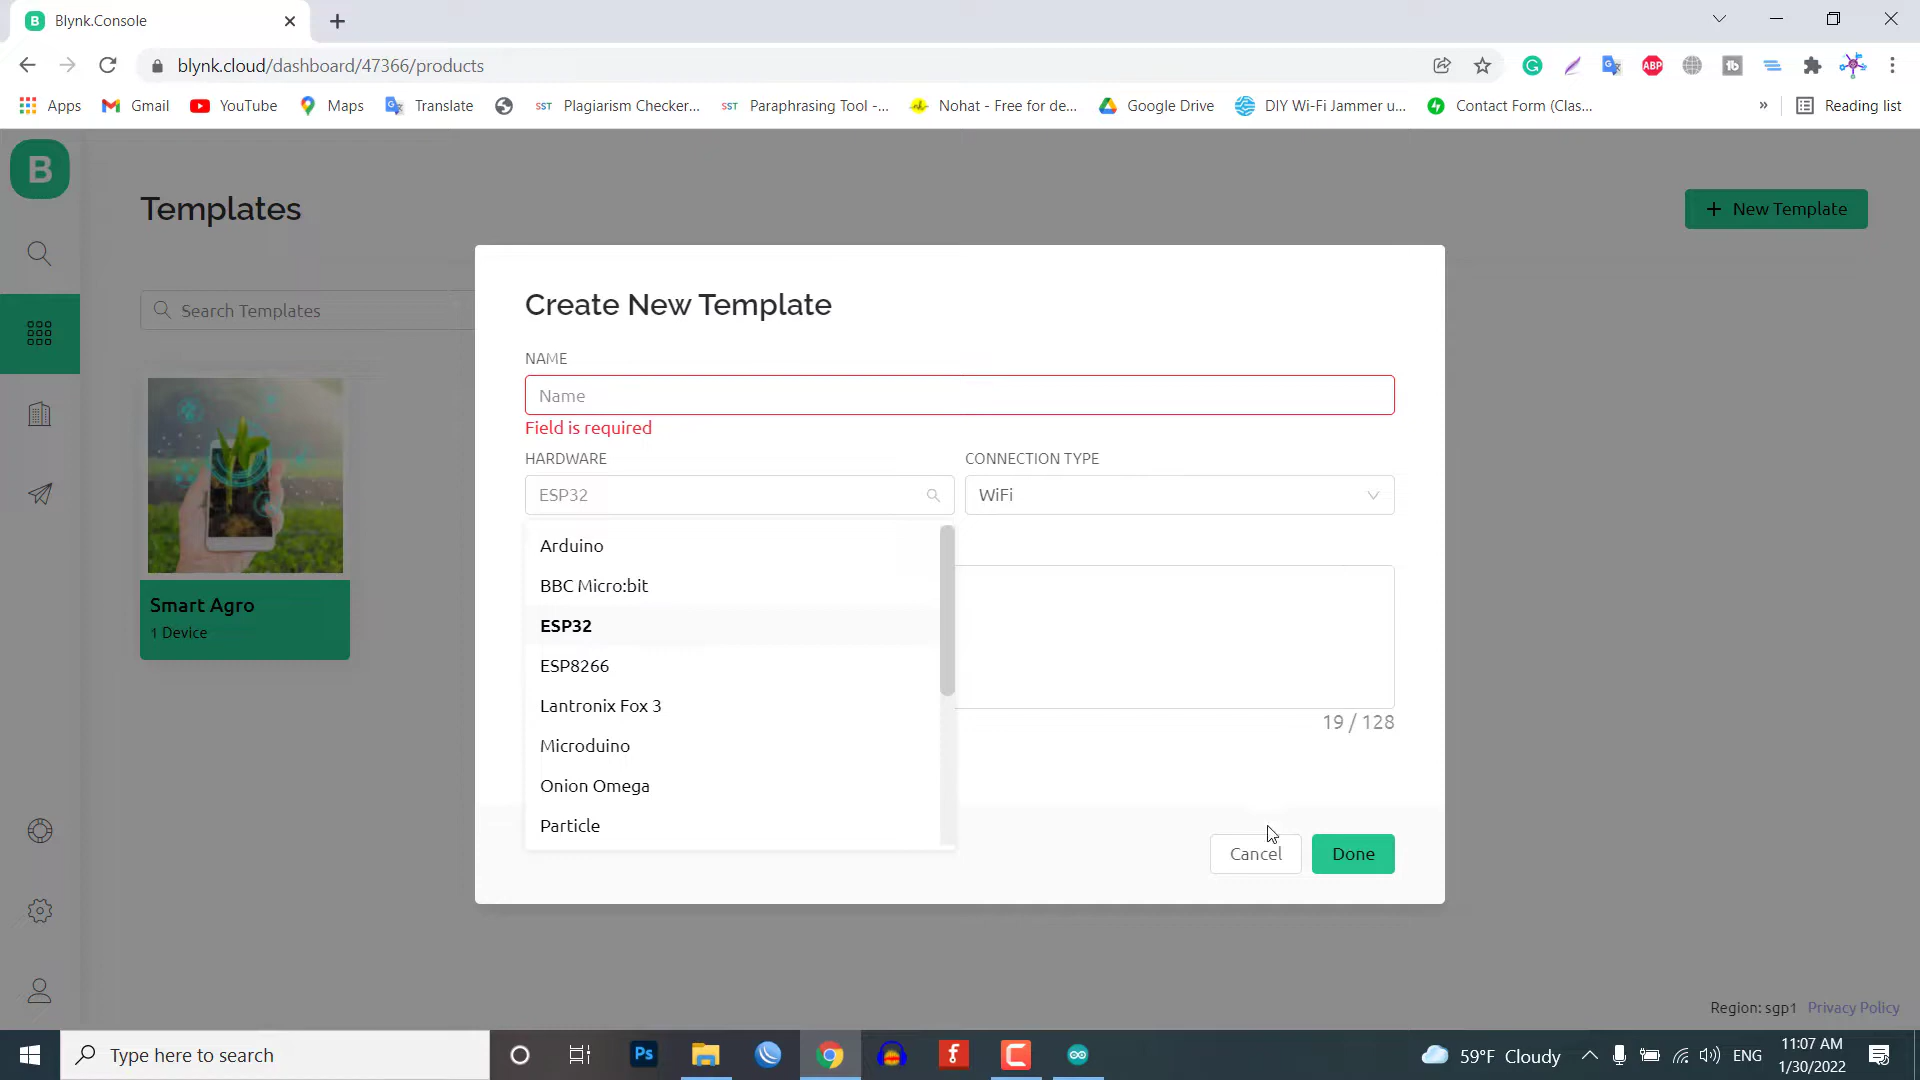 B Blynk.Console
blynk.cloud/dashboard/47366/products
ABP
Apps Gmail YouTube Maps Translate SST Plagiarism Checker... SST Paraphrasing Tool -... Nohat - Free for de... Google Drive DIY Wi-Fi Jammer u... Contact Form (Clas... » Reading list
B
Templates
+ New Template
Search Templates
Smart Agro
1 Device
Create New Template
NAME
Name
Field is required
HARDWARE CONNECTION TYPE
ESP32 WiFi
Arduino
BBC Micro:bit
ESP32
ESP8266
Lantronix Fox 3
Microduino
Onion Omega
Particle
19 / 128
Cancel Done
Region: sgp1 Privacy Policy
Type here to search
Ps
59°F Cloudy ENG
11:07 AM
1/30/2022